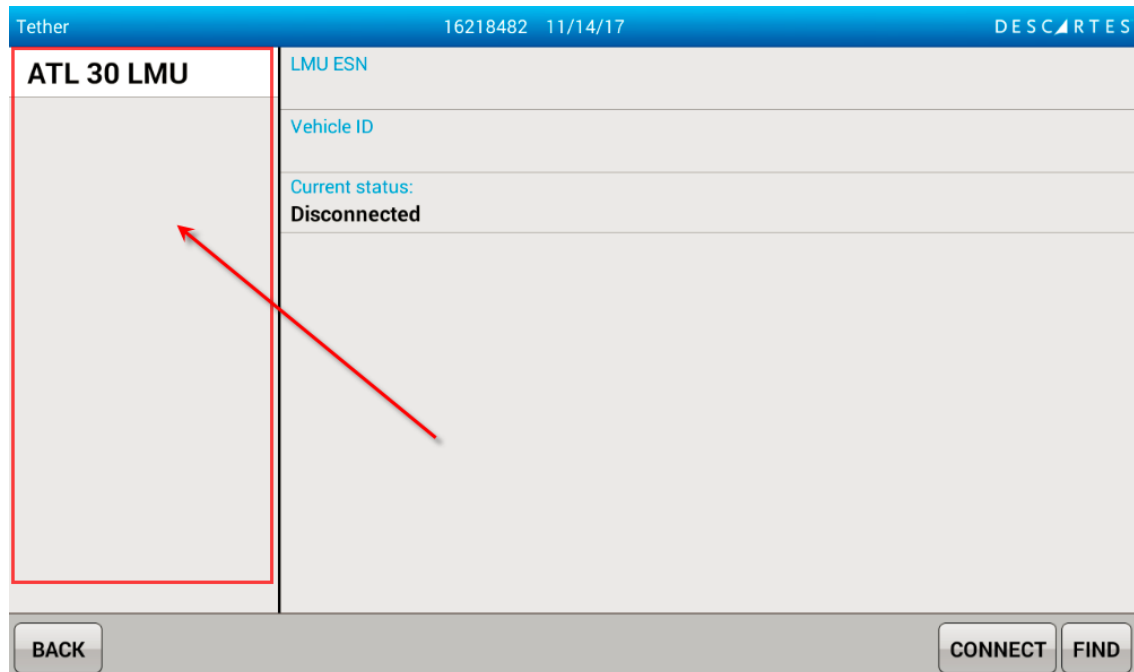 Tether 16218482 11/14/17 DESCARTES
ATL 30 LMU
LMU ESN
Vehicle ID
Current status:
Disconnected
BACK CONNECT FIND